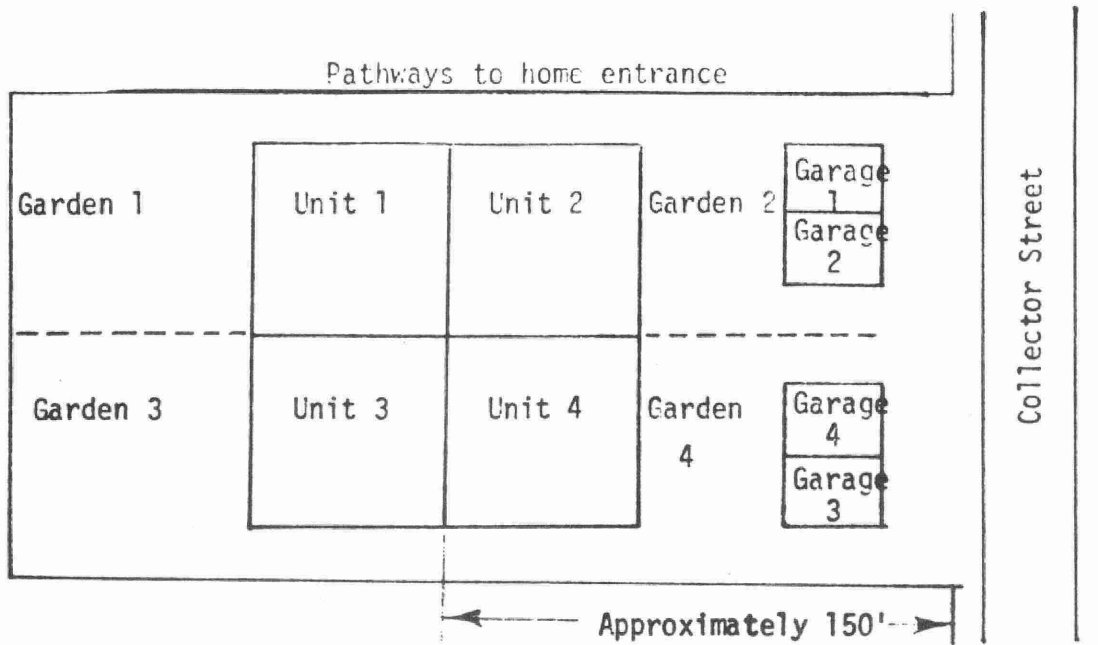 Pathways to home entrance
Garden 1
Unit 1
Unit 2
Garden 2
Garage
1
Garage
2
Collector Street
Garden 3
Unit 3
Unit 4
Garden
4
Garage
4
Garage
3
Approximately 150'